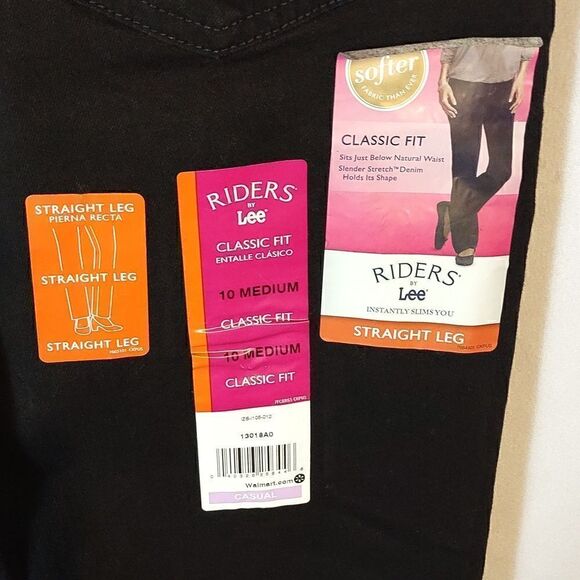 STRAIGHT LEG
PIERNA RECTA
STRAIGHT LEG
STRAIGHT LEG
RIDERS
BY
Lee
CLASSIC FIT
ENTALLE CLÁSICO
10 MEDIUM
CLASSIC FIT
10 MEDIUM
CLASSIC FIT
13018A0
Walmart.com
CASUAL
softer
FABRIC THAN EVER
CLASSIC FIT
Sits Just Below Natural Waist
Slender Stretch™ Denim
Holds Its Shape
RIDERS
BY
Lee
INSTANTLY SLIMS YOU
STRAIGHT LEG